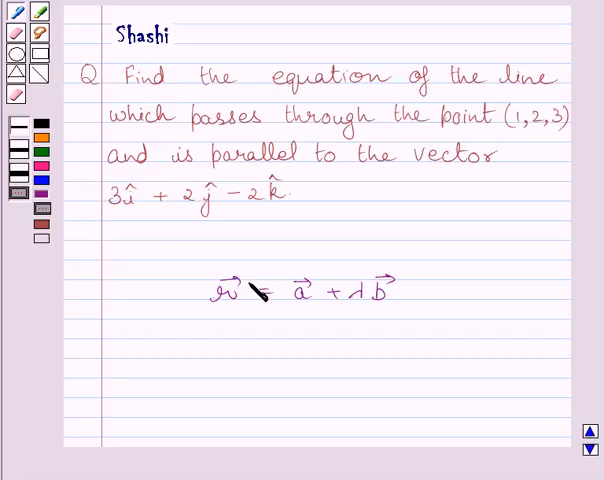 Shashi
Q Find the equation of the line
which passes through the point (1,2,3)
and is parallel to the vector
3î + 2ĵ - 2k̂.
r⃗ = a⃗ + λb⃗